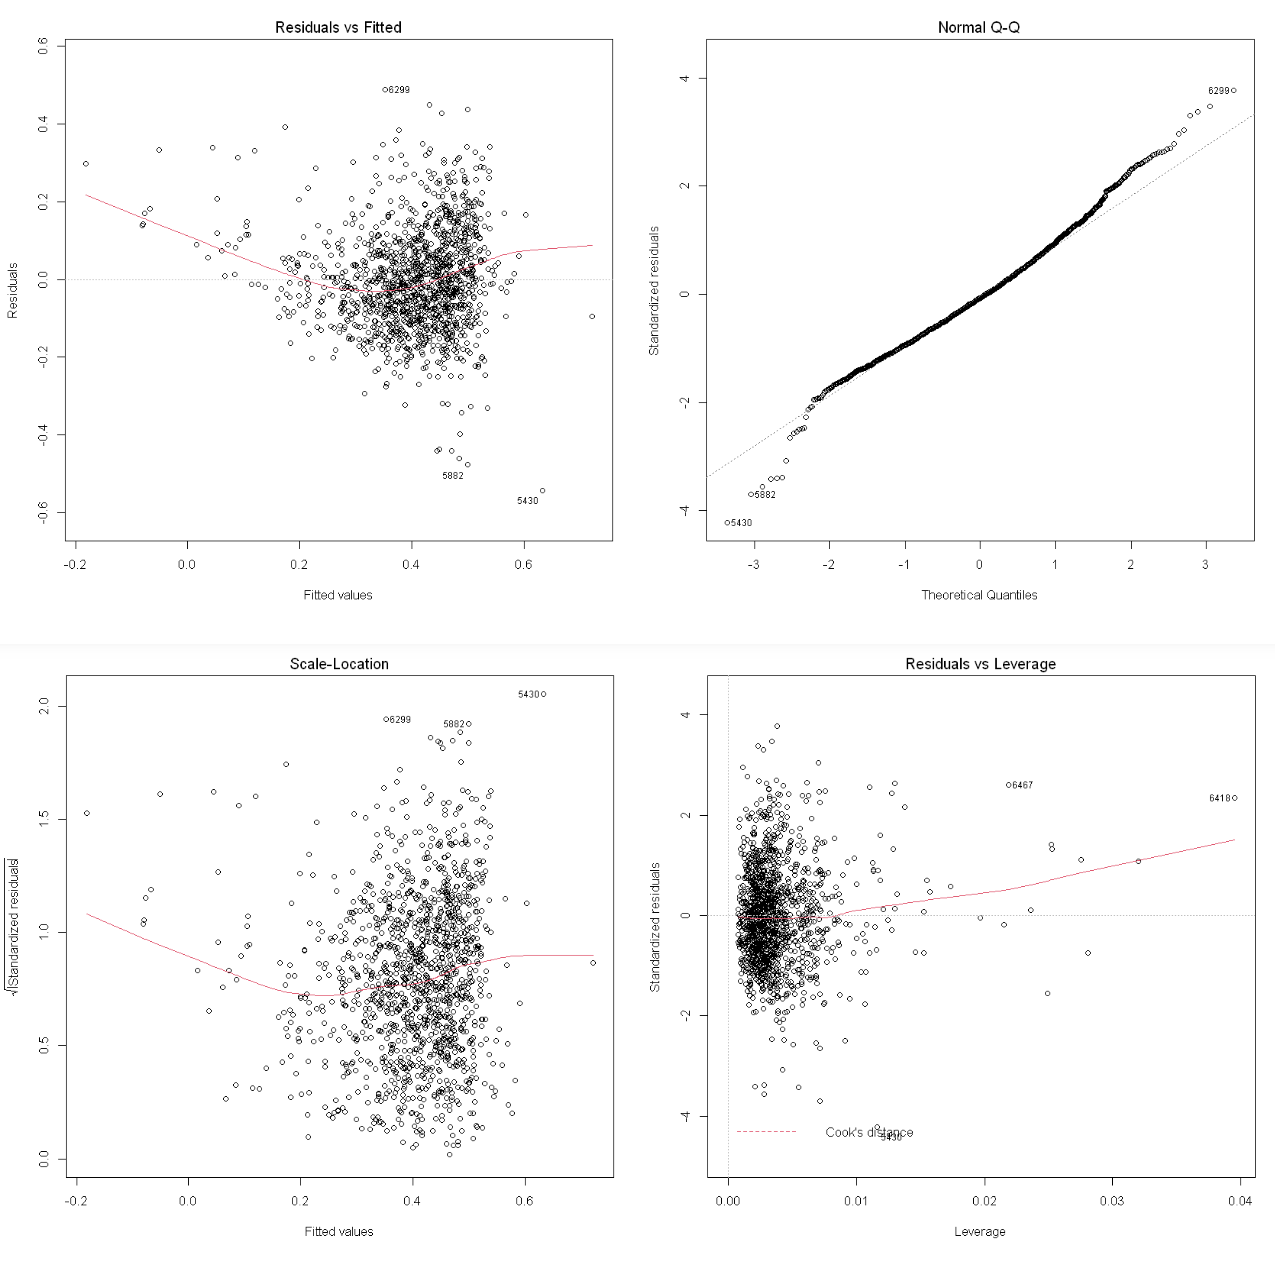 Residuals vs Fitted
Residuals
0.6
0.4
0.2
0.0
-0.2
-0.4
-0.6
6299
5882
5430
-0.2 0.0 0.2 0.4 0.6
Fitted values
Normal Q-Q
Standardized residuals
4
2
0
-2
-4
6299
5882
5430
-3 -2 -1 0 1 2 3
Theoretical Quantiles
Scale-Location
√|Standardized residuals|
2.0
1.5
1.0
0.5
0.0
5430
6299
5882
-0.2 0.0 0.2 0.4 0.6
Fitted values
Residuals vs Leverage
Standardized residuals
4
2
0
-2
-4
6467
6418
Cook's distance
5430
0.00 0.01 0.02 0.03 0.04
Leverage